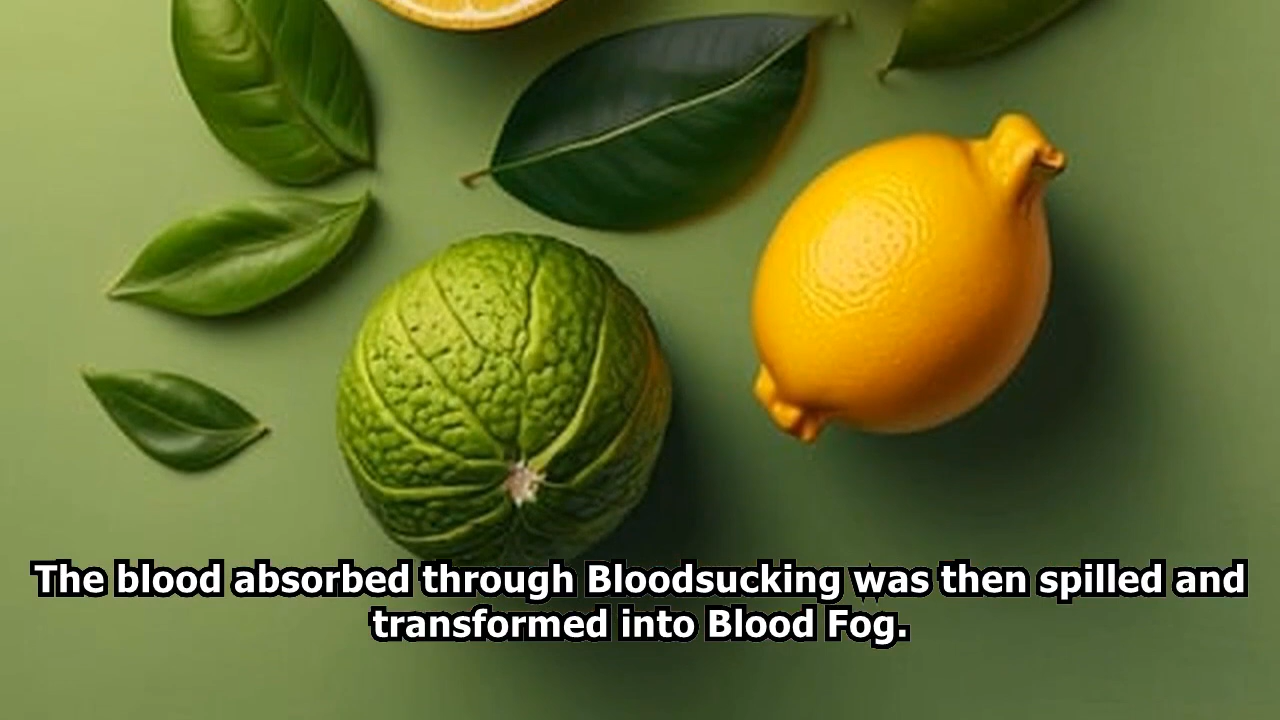 The blood absorbed through Bloodsucking was then spilled and
transformed into Blood Fog.